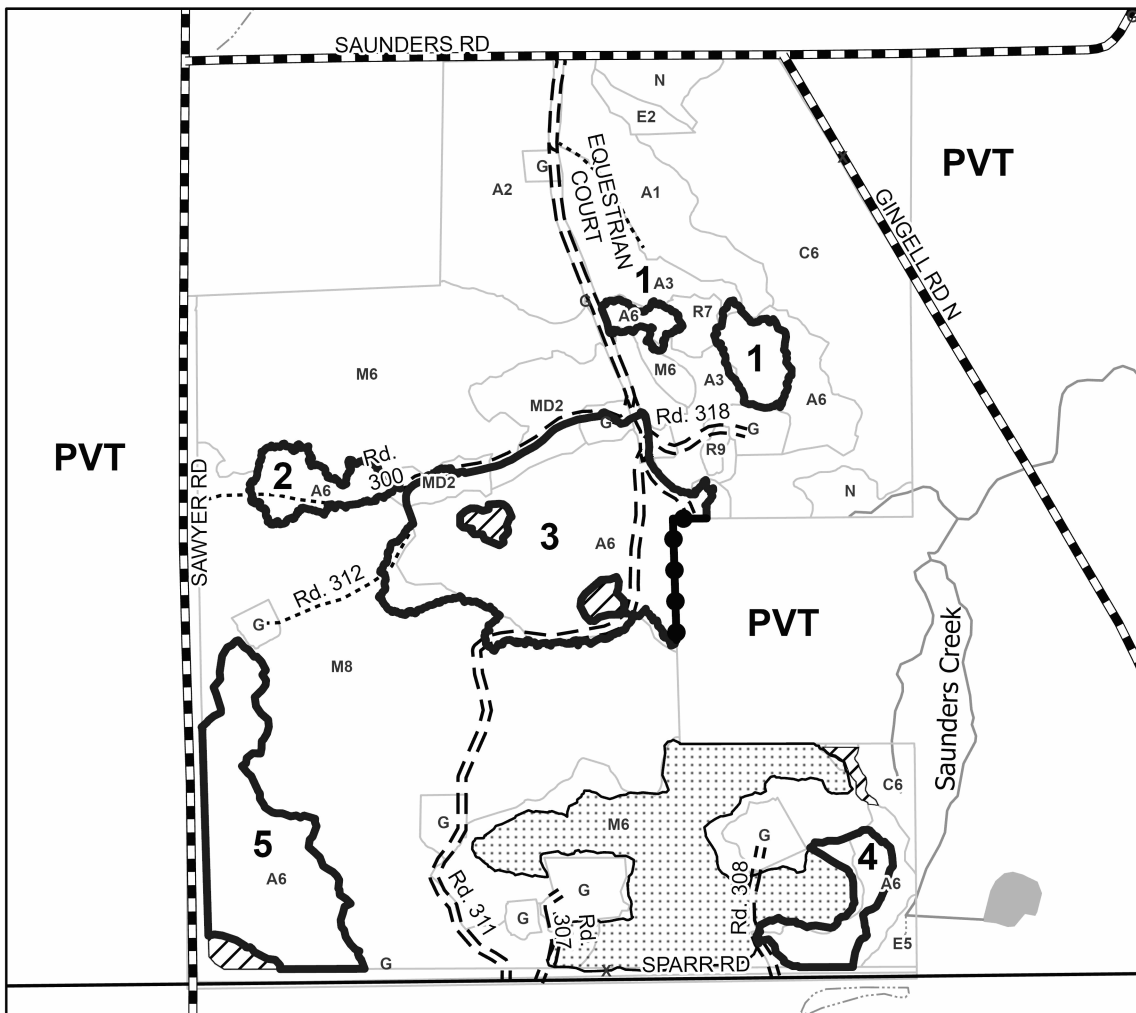 SAUNDERS RD
N
E2
PVT
G
EQUESTRIAN
COURT
A2
A1
GINGELL RD N
C6
1
A3
G
A6
R7
1
M6
M6
A3
A6
MD2
Rd. 318
G
G
R9
PVT
Rd.
300
2
A6
MD2
N
SAWYER RD
3
A6
Rd. 312
G
PVT
M8
Saunders Creek
C6
G
M6
G
5
4
A6
A6
Rd. 311
G
G
Rd.
307
Rd. 308
E5
G
X
SPARR RD